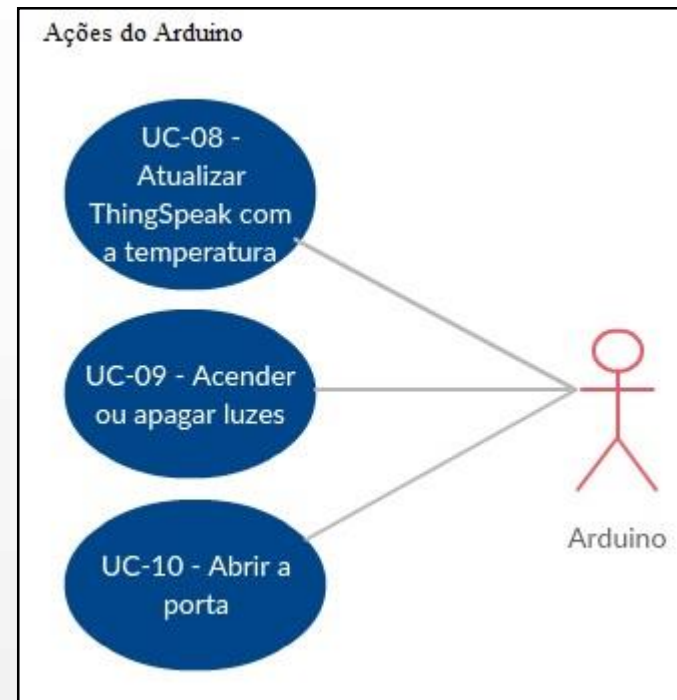 Ações do Arduino
UC-08 -
Atualizar
ThingSpeak com
a temperatura
UC-09 - Acender
ou apagar luzes
UC-10 - Abrir a
porta
Arduino